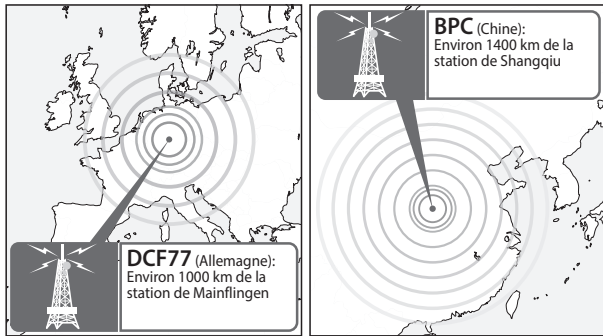 DCF77 (Allemagne):
Environ 1000 km de la
station de Mainflingen
BPC (Chine):
Environ 1400 km de la
station de Shangqiu